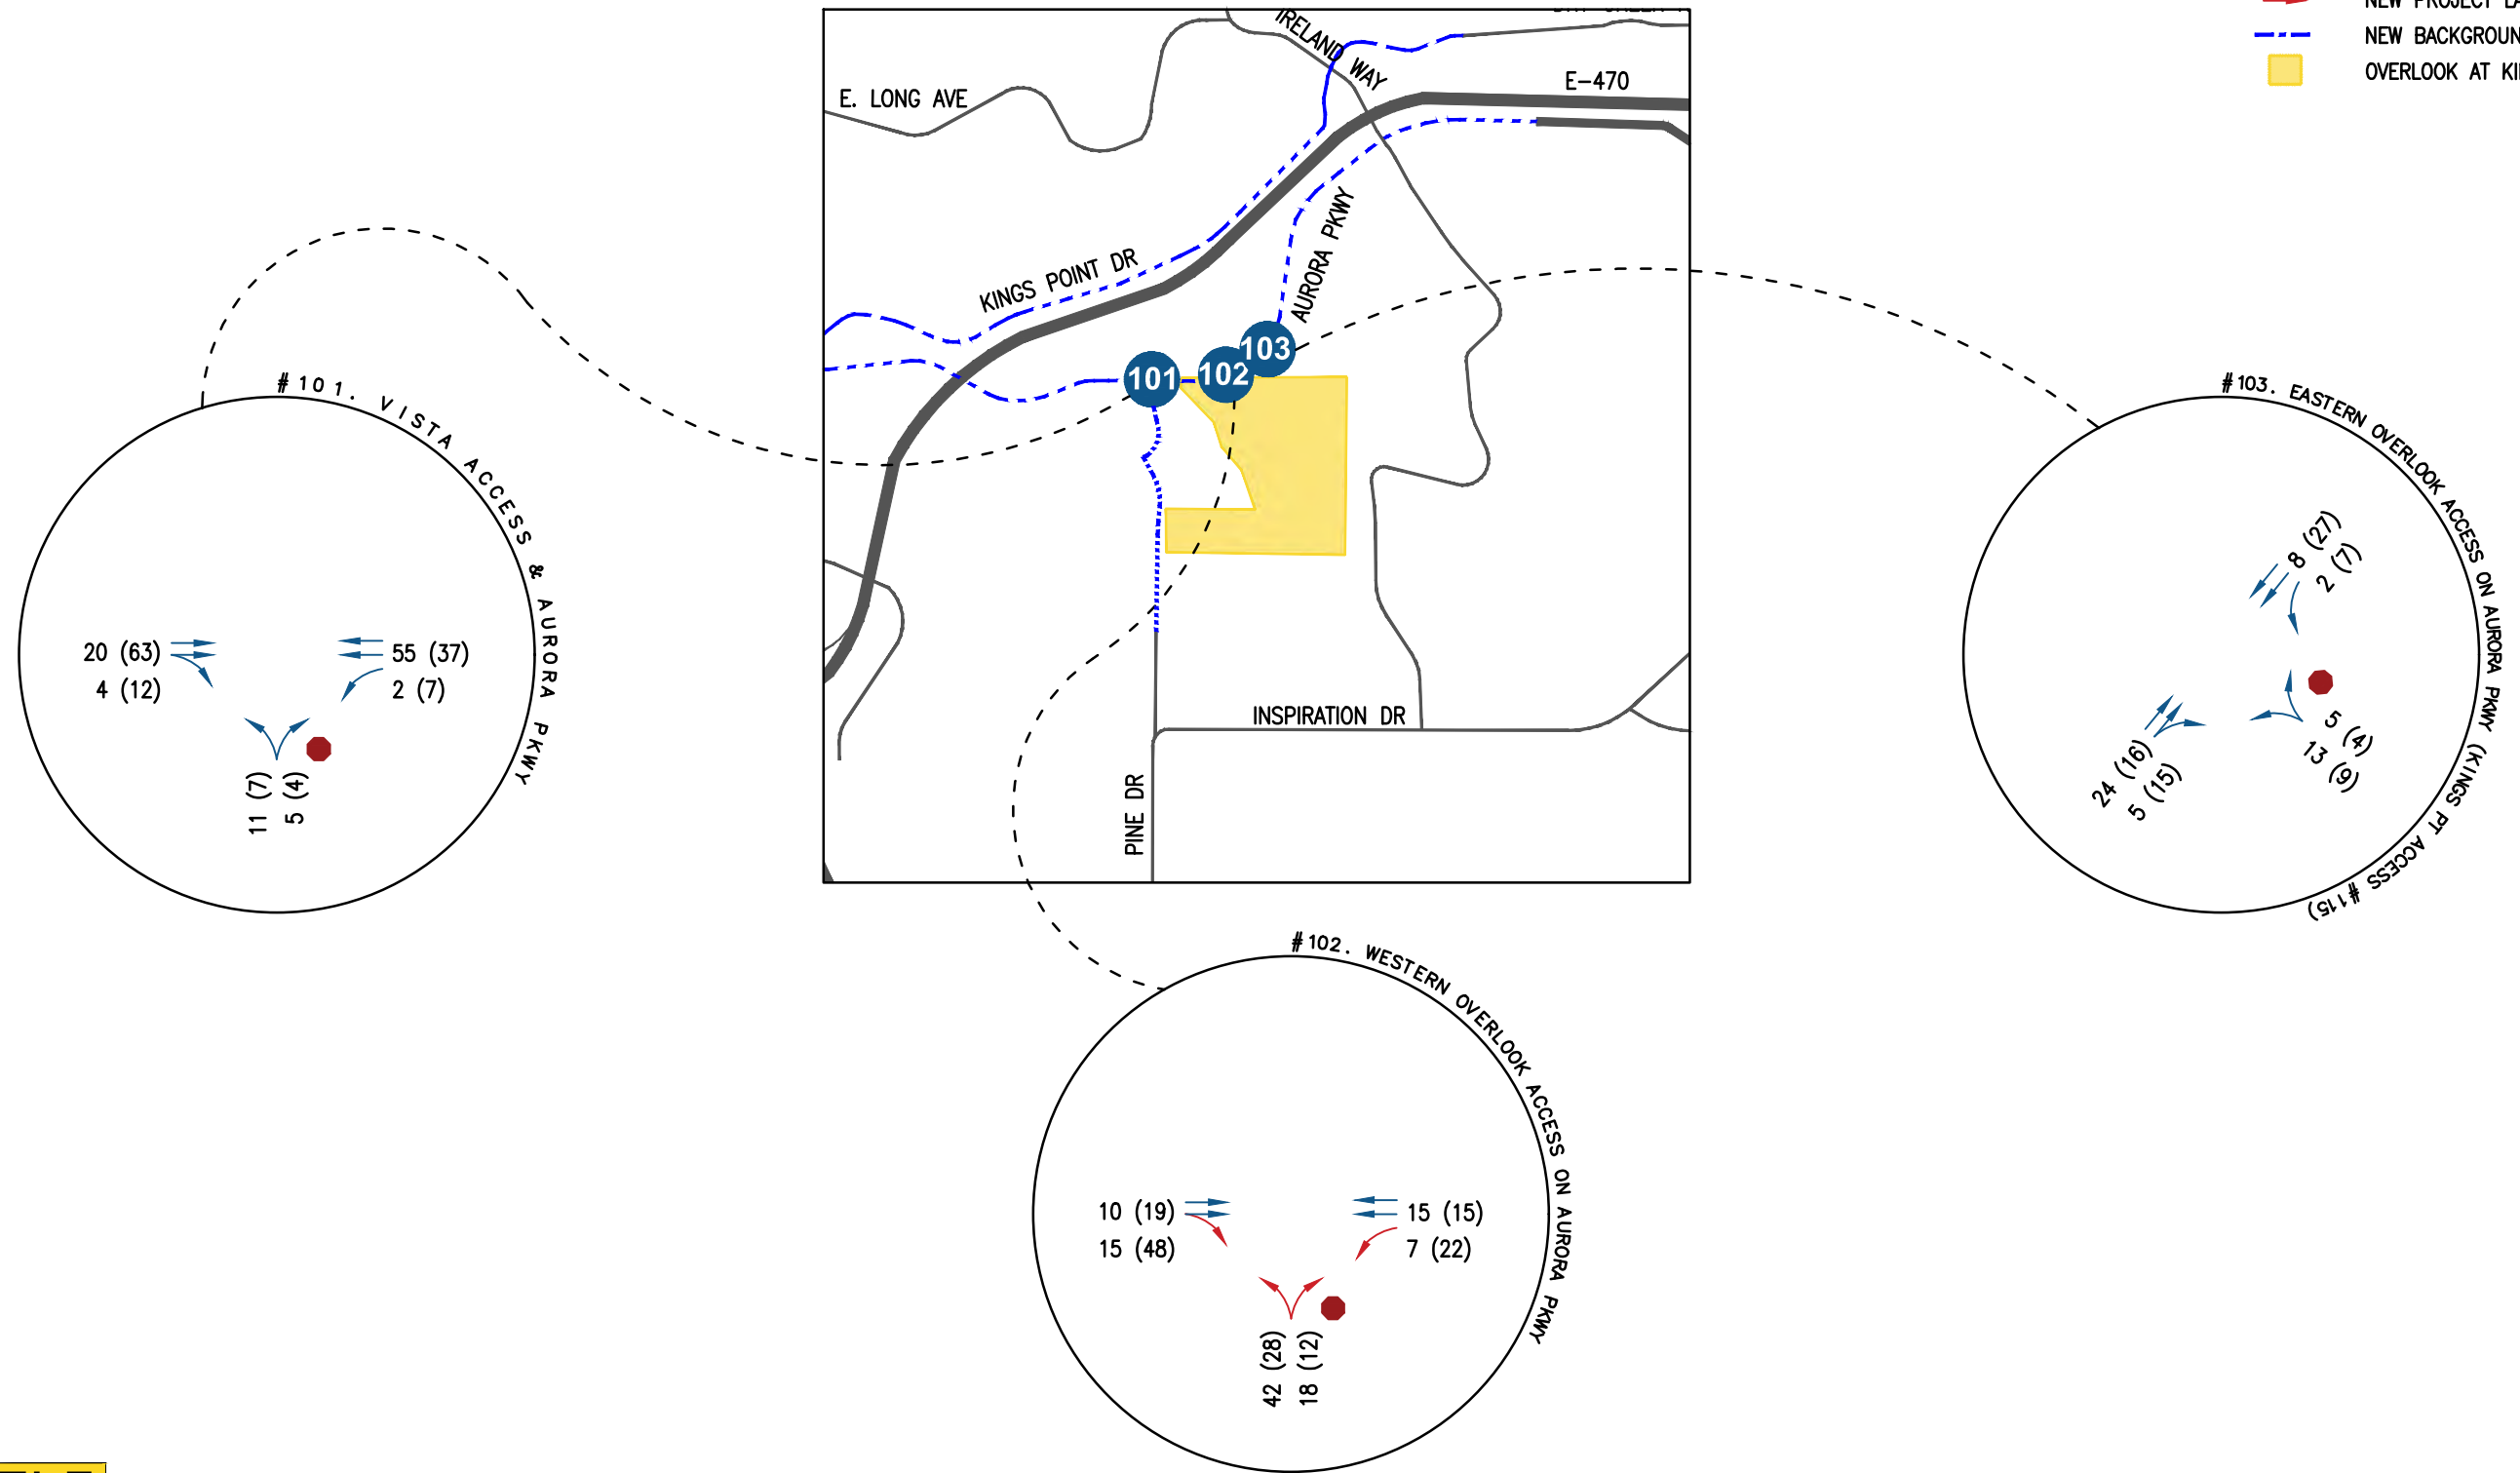 NEW PROJECT
NEW
OVERLOOK AT
IRELAND WAY
E-470
E. LONG AVE
AURORA PKWY
KINGS POINT DR
103
102
101
INSPIRATION DR
PINE DR
#101. VISTA ACCESS & AURORA PKWY
20 (63)
4 (12)
55 (37)
2 (7)
11 (7)
5 (4)
#103. EASTERN OVERLOOK ACCESS ON AURORA PKWY (KINGS PT ACCESS #115)
8 (27)
2 (7)
5 (4)
13 (9)
24 (16)
5 (15)
#102. WESTERN OVERLOOK ACCESS ON AURORA PKWY
10 (19)
15 (48)
15 (15)
7 (22)
42 (28)
18 (12)